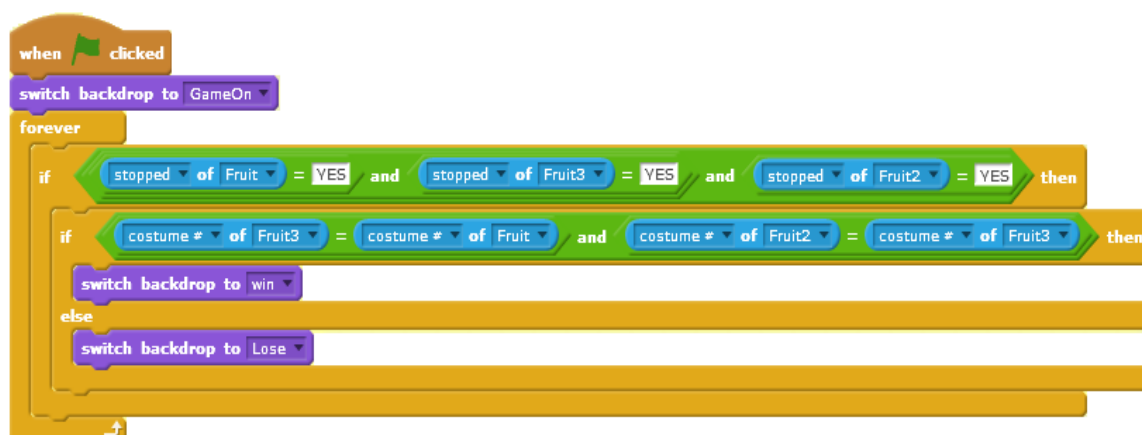 when clicked
switch backdrop to GameOn
forever
if stopped of Fruit = YES and stopped of Fruit3 = YES and stopped of Fruit2 = YES then
if costume # of Fruit3 = costume # of Fruit and costume # of Fruit2 = costume # of Fruit3 then
switch backdrop to win
else
switch backdrop to Lose